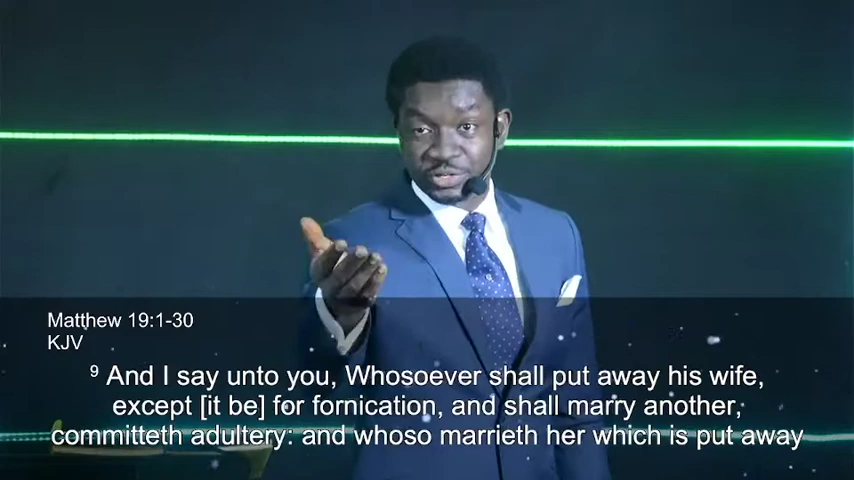 Matthew 19:1-30
KJV
9 And I say unto you, Whosoever shall put away his wife,
except [it be] for fornication, and shall marry another,
committeth adultery: and whoso marrieth her which is put away